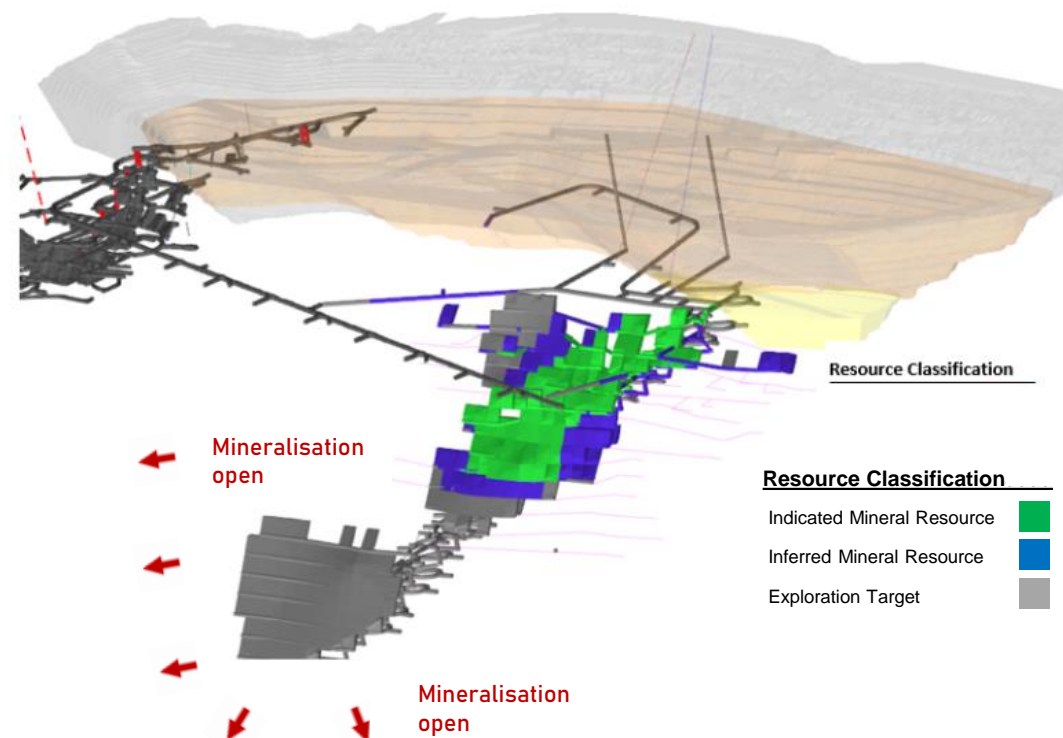 Resource Classification
Mineralisation
open
Resource Classification
Indicated Mineral Resource
Inferred Mineral Resource
Exploration Target
Mineralisation
open